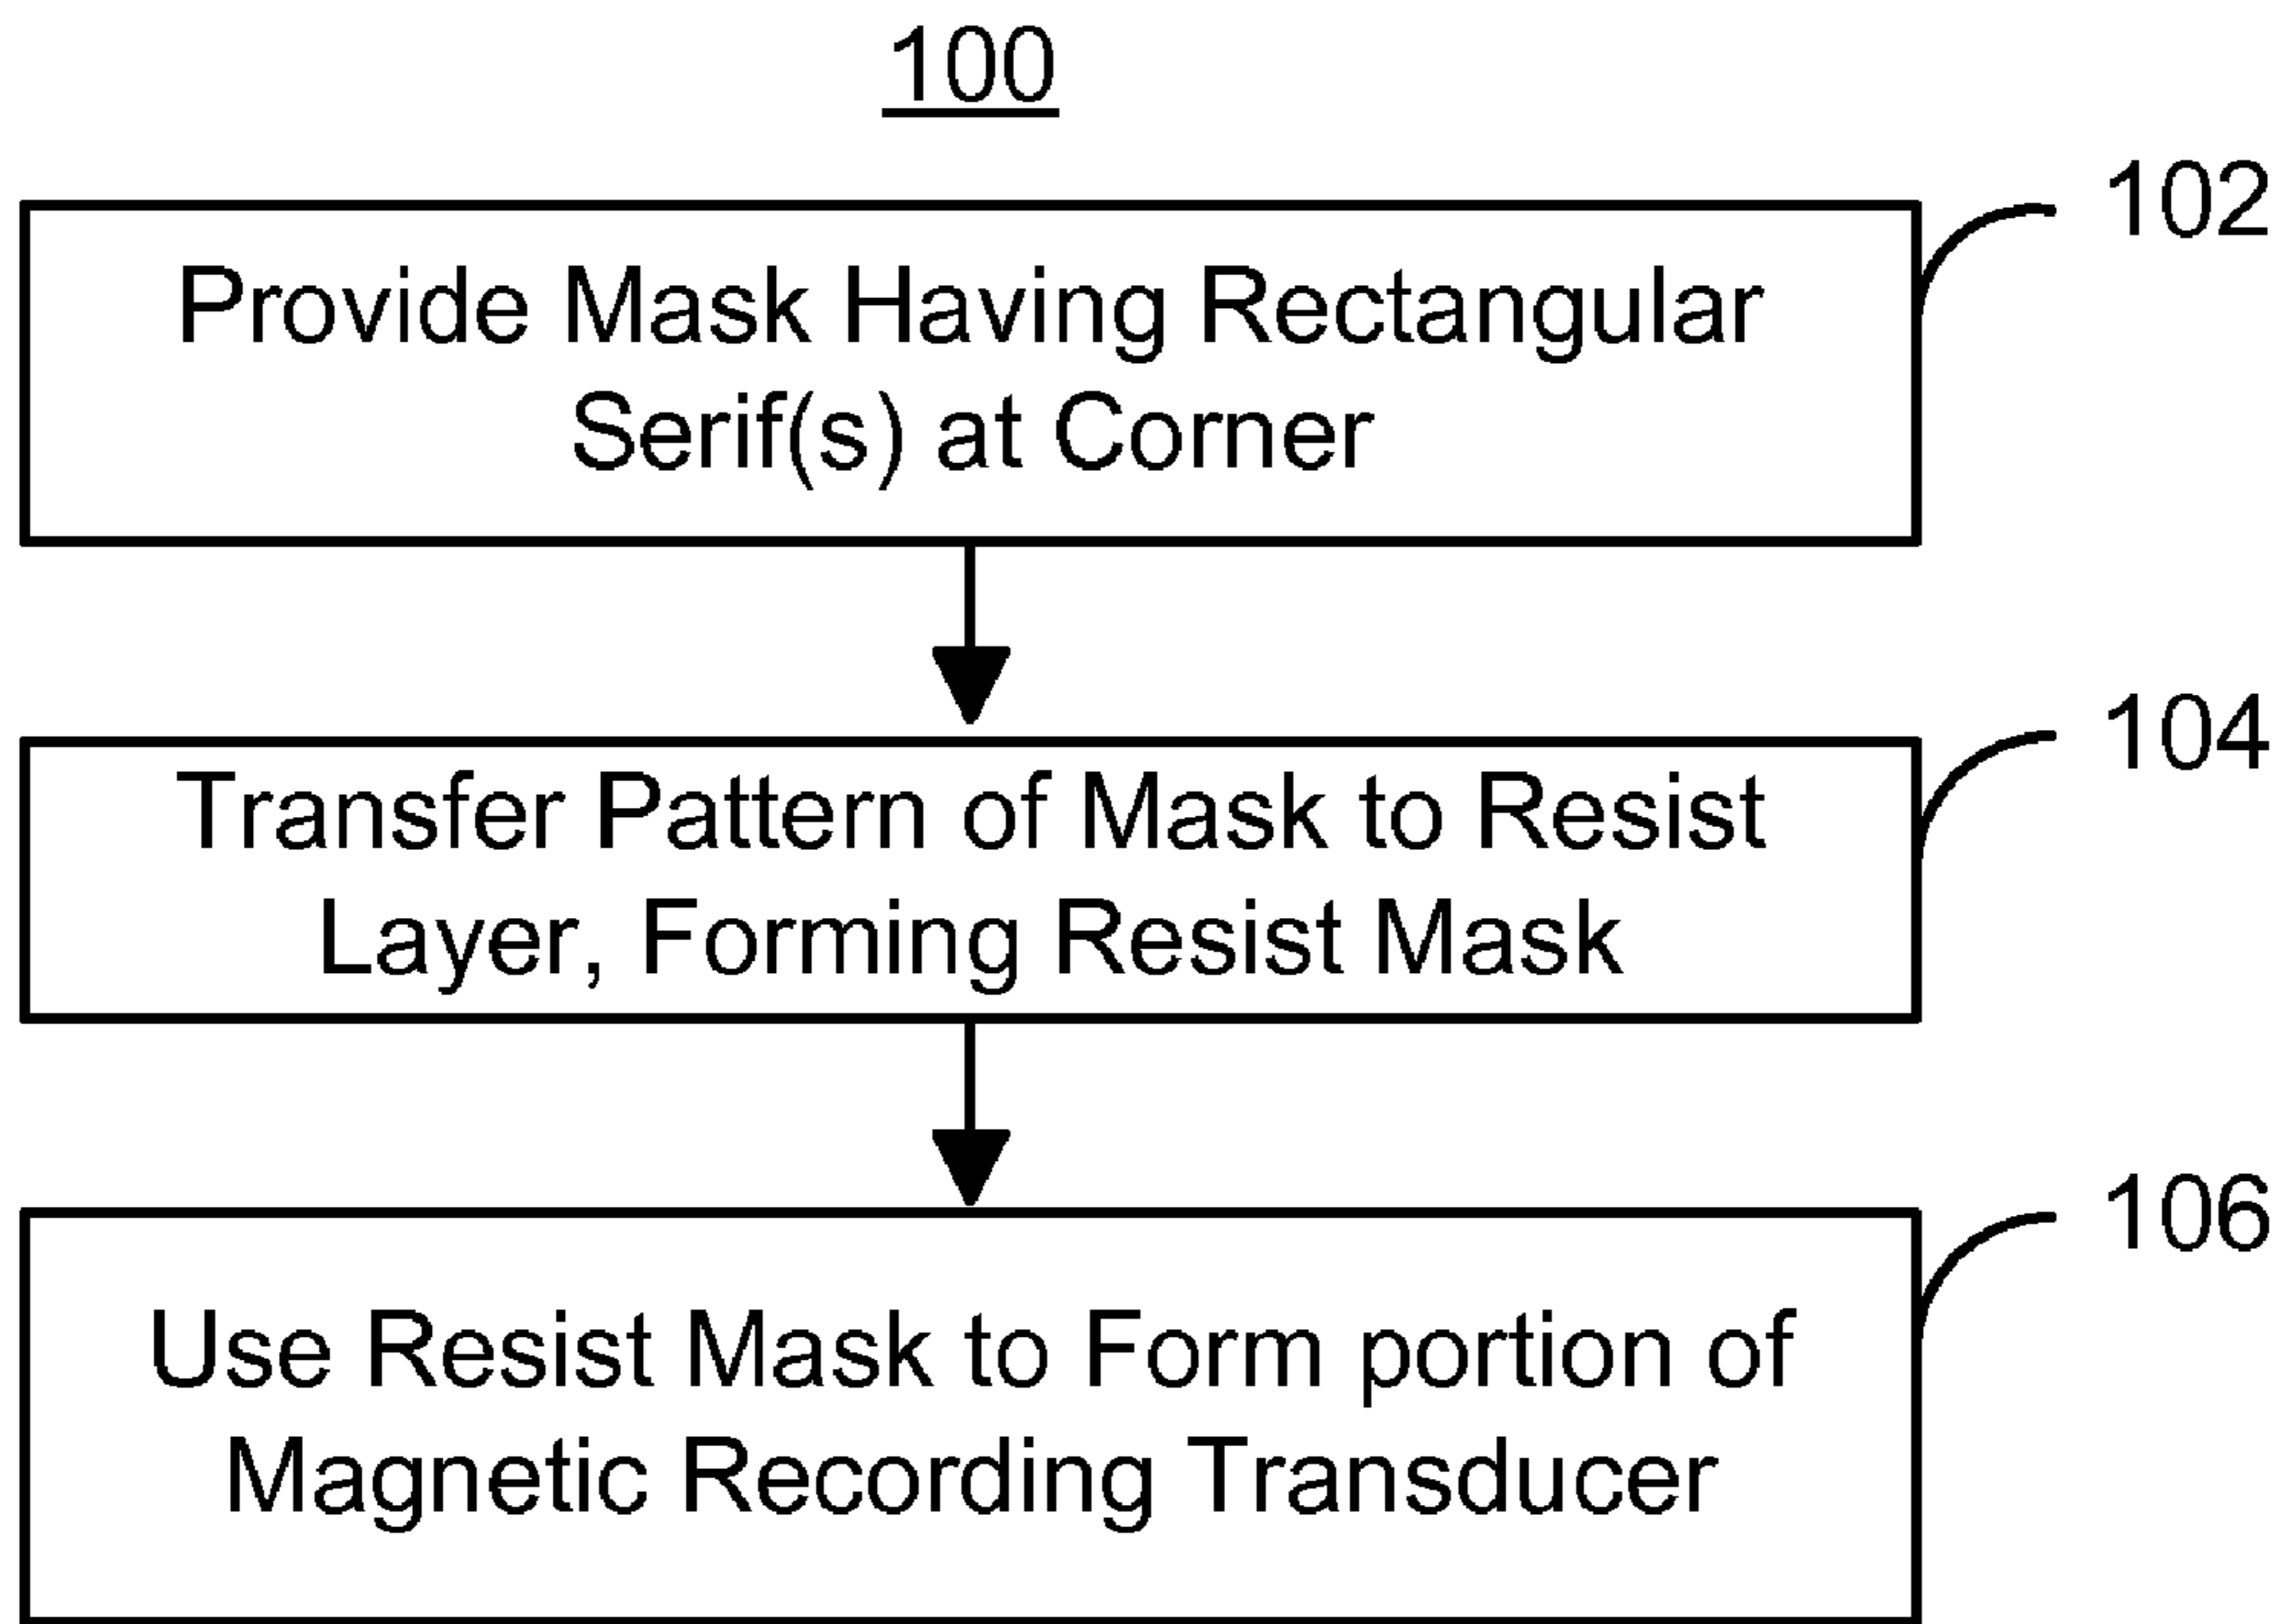 100
102
Provide Mask Having Rectangular
Serif(s) at Corner
104
Transfer Pattern of Mask to Resist
Layer, Forming Resist Mask
106
Use Resist Mask to Form portion of
Magnetic Recording Transducer